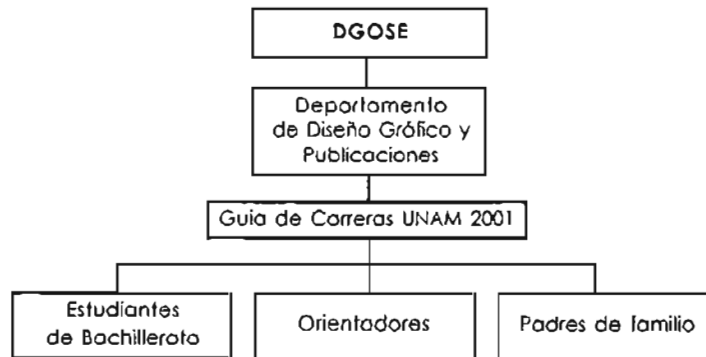 DGOSE
Departamento
de Diseño Gráfico y
Publicaciones
Guia de Carreras UNAM 2001
Estudiantes
de Bachillerato
Orientadores
Padres de familia